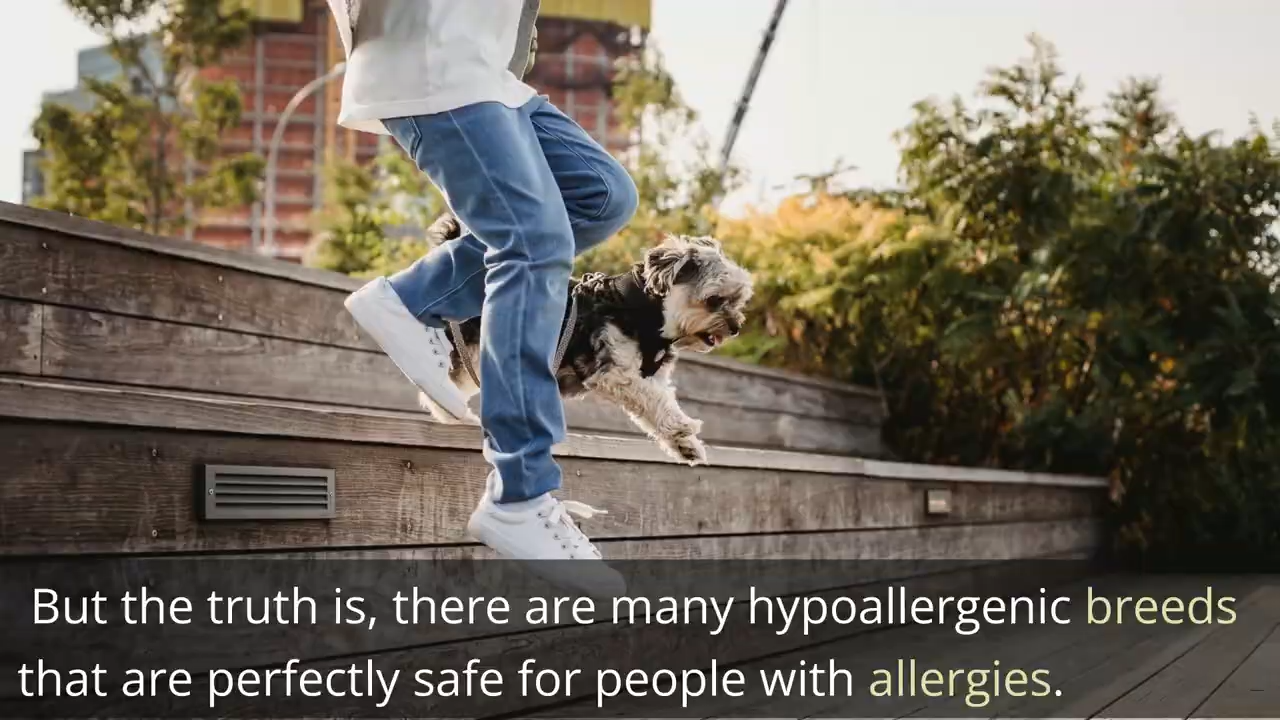 But the truth is, there are many hypoallergenic breeds
that are perfectly safe for people with allergies.